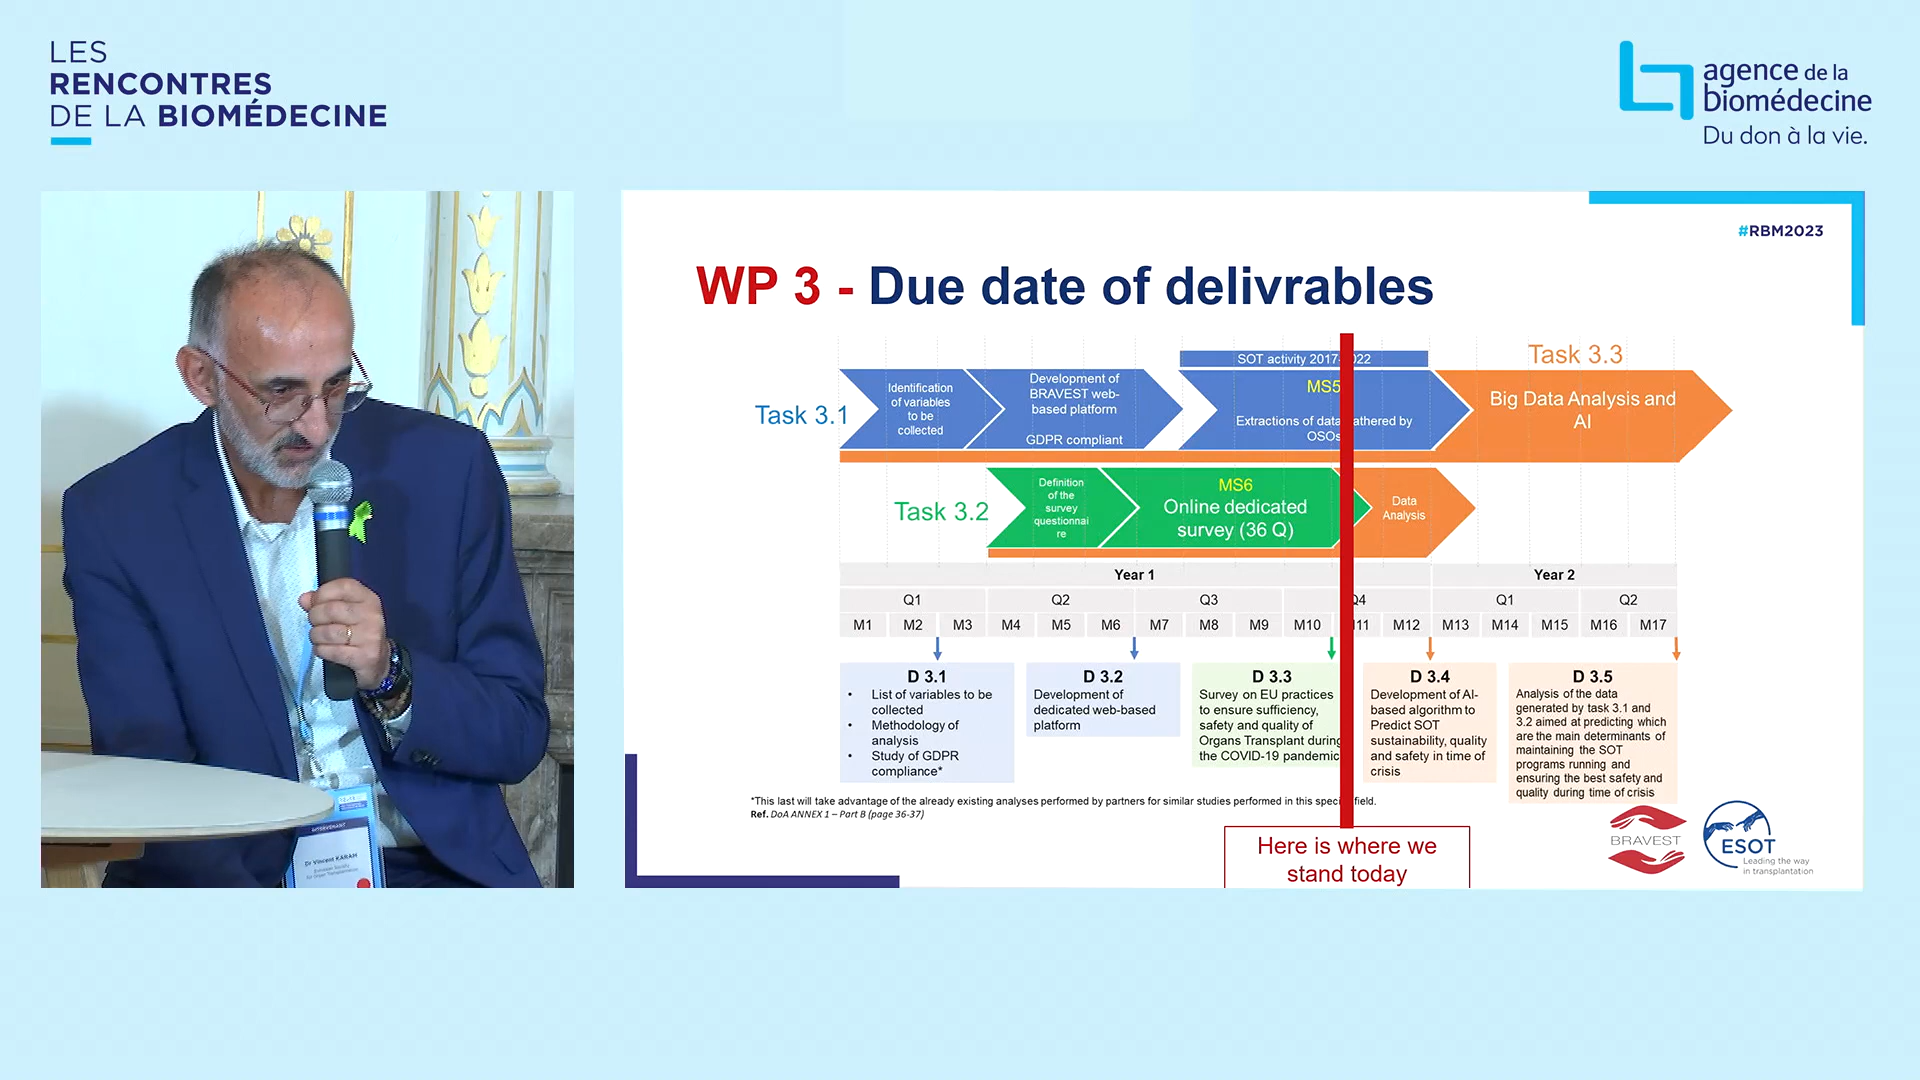 LES
RENCONTRES
DE LA BIOMÉDECINE
agence de la
biomédecine
Du don à la vie.
#RBM2023
WP 3 - Due date of delivrables
SOT activity 2017- 022
Task 3.3
Task 3.1
Identification
of variables
to be
collected
Development of
BRAVEST web-
based platform
GDPR compliant
MS5
Extractions of data athered by
OSOs
Big Data Analysis and
AI
Task 3.2
Definition
of the
survey
questionnai
re
MS6
Online dedicated
survey (36 Q)
Data
Analysis
Year 1
Year 2
Q1
Q2
Q3
Q4
Q1
Q2
M1
M2
M3
M4
M5
M6
M7
M8
M9
M10
11
M12
M13
M14
M15
M16
M17
D 3.1
• List of variables to be
collected
• Methodology of
analysis
• Study of GDPR
compliance*
D 3.2
Development of
dedicated web-based
platform
D 3.3
Survey on EU practices
to ensure sufficiency,
safety and quality of
Organs Transplant during
the COVID-19 pandemic
D 3.4
Development of AI-
based algorithm to
Predict SOT
sustainability, quality
and safety in time of
crisis
D 3.5
Analysis of the data
generated by task 3.1 and
3.2 aimed at predicting which
are the main determinants of
maintaining the SOT
programs running and
ensuring the best safety and
quality during time of crisis
*This last will take advantage of the already existing analyses performed by partners for similar studies performed in this speci field.
Ref. DoA ANNEX 1 – Part B (page 36-37)
Here is where we
stand today
BRAVEST
ESOT
Leading the way
in transplantation
INTERVENANT
Dr Vincent KARAM